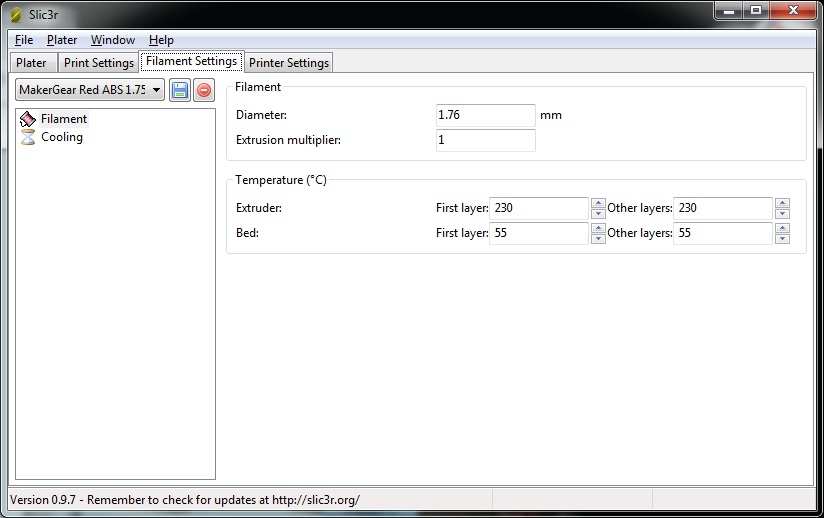 Slic3r
File Plater Window Help
Plater Print Settings Filament Settings Printer Settings
MakerGear Red ABS 1.75
Filament
Cooling
Filament
Diameter: 1.76 mm
Extrusion multiplier: 1
Temperature (°C)
Extruder: First layer: 230 Other layers: 230
Bed: First layer: 55 Other layers: 55
Version 0.9.7 - Remember to check for updates at http://slic3r.org/